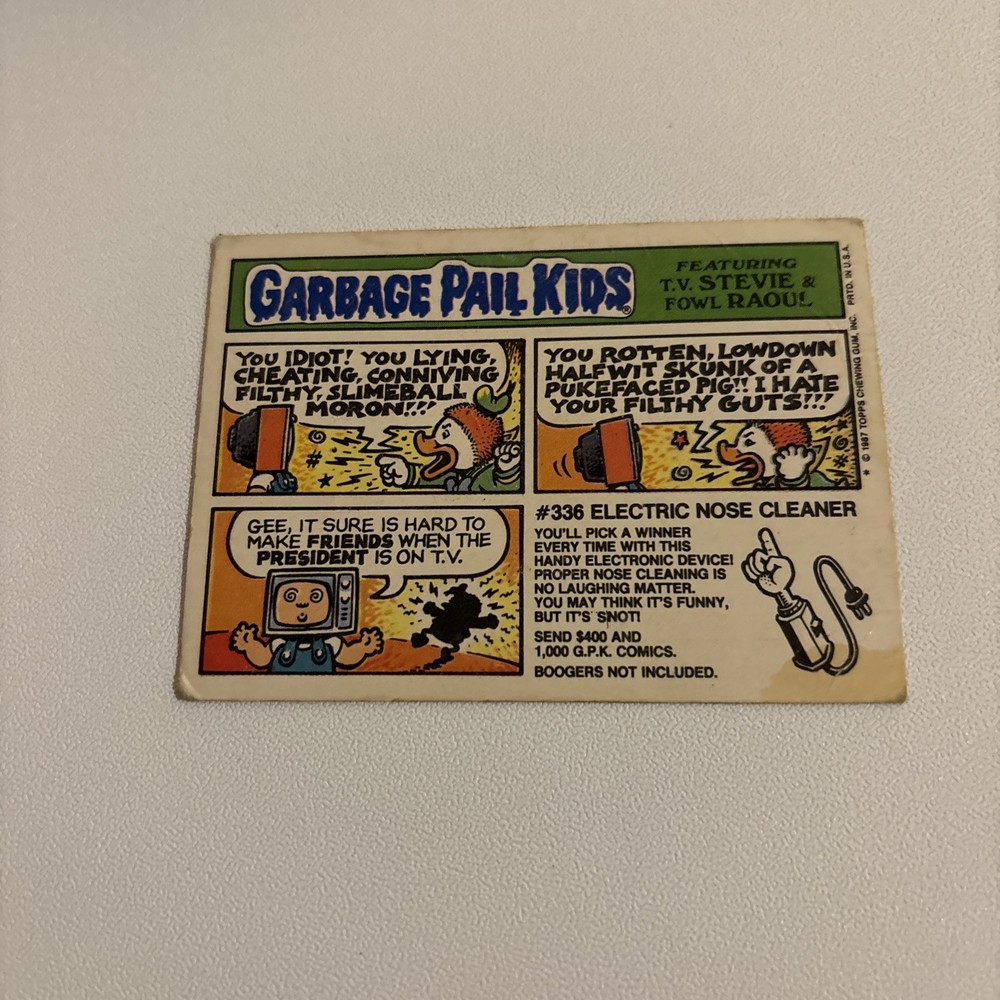 GARBAGE PAIL KIDS®
FEATURING
T.V. STEVIE &
FOWL RAOUL
YOU IDIOT! YOU LYING,
CHEATING, CONNIVING
FILTHY, SLIMEBALL
MORON!!!
YOU ROTTEN, LOWDOWN
HALFWIT SKUNK OF A
PUKEFACED PIG!! I HATE
YOUR FILTHY GUTS!!!
GEE, IT SURE IS HARD TO
MAKE FRIENDS WHEN THE
PRESIDENT IS ON T.V.
#336 ELECTRIC NOSE CLEANER
YOU'LL PICK A WINNER
EVERY TIME WITH THIS
HANDY ELECTRONIC DEVICE!
PROPER NOSE CLEANING IS
NO LAUGHING MATTER.
YOU MAY THINK IT'S FUNNY,
BUT IT'S SNOT!
SEND $400 AND
1,000 G.P.K. COMICS.
BOOGERS NOT INCLUDED.
* © 1987 TOPPS CHEWING GUM, INC. PRTD. IN U.S.A.